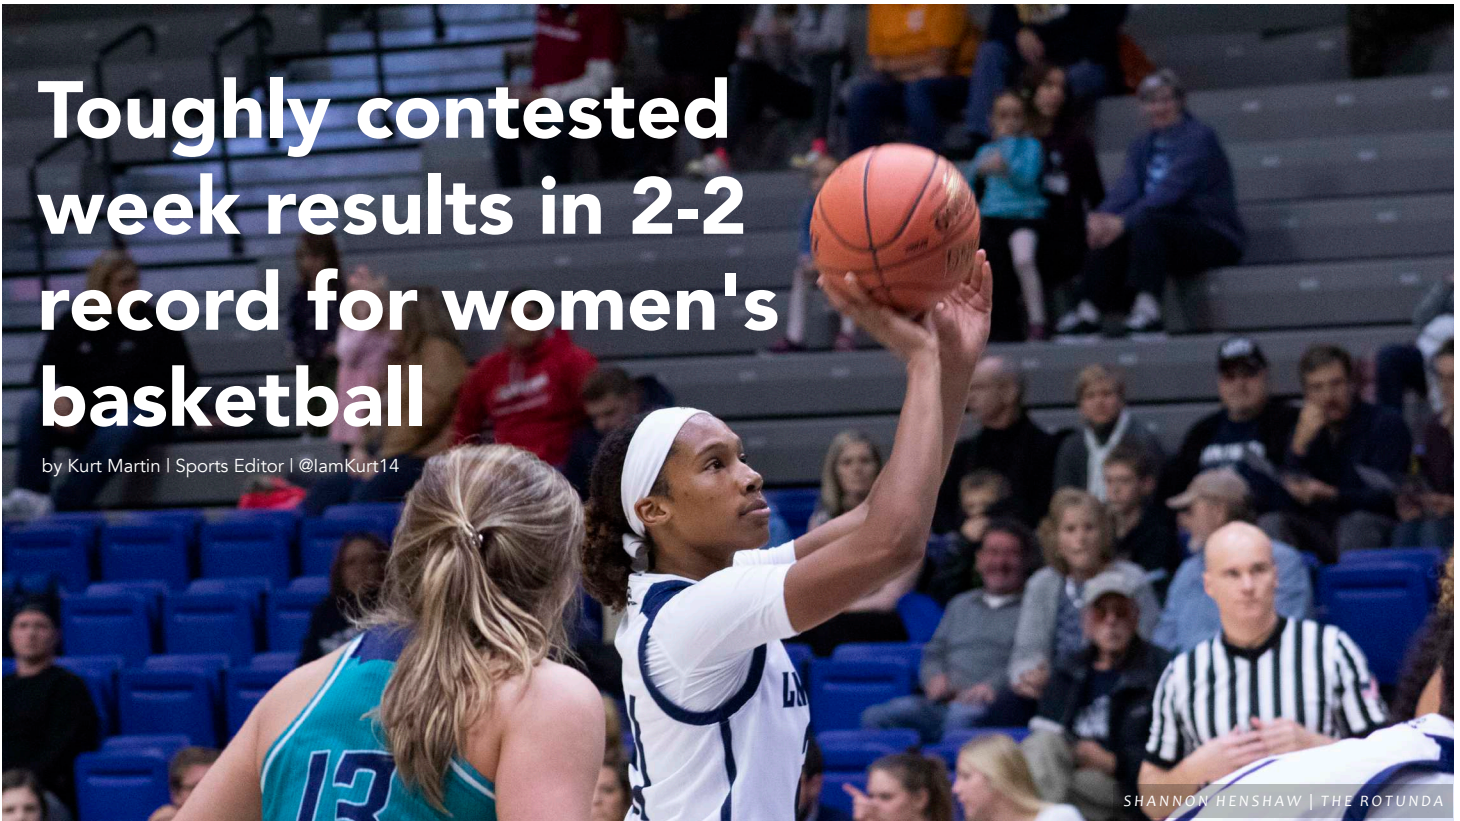 Toughly contested
week results in 2-2
record for women's
basketball
by Kurt Martin | Sports Editor | @IamKurt14
13
SHANNON HENSHAW | THE ROTUNDA